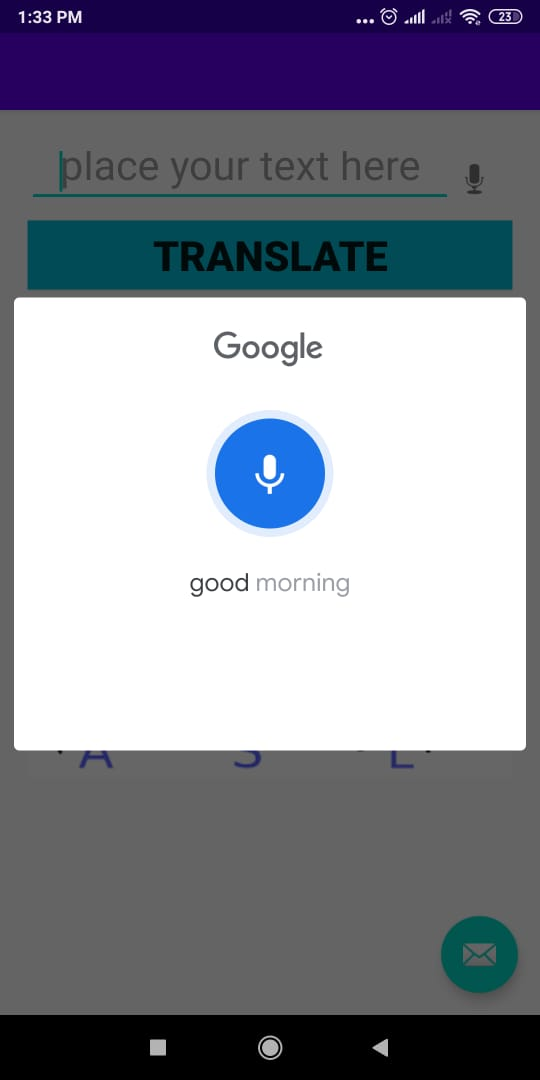 1:33 PM
23
place your text here
TRANSLATE
Google
good morning
A S L